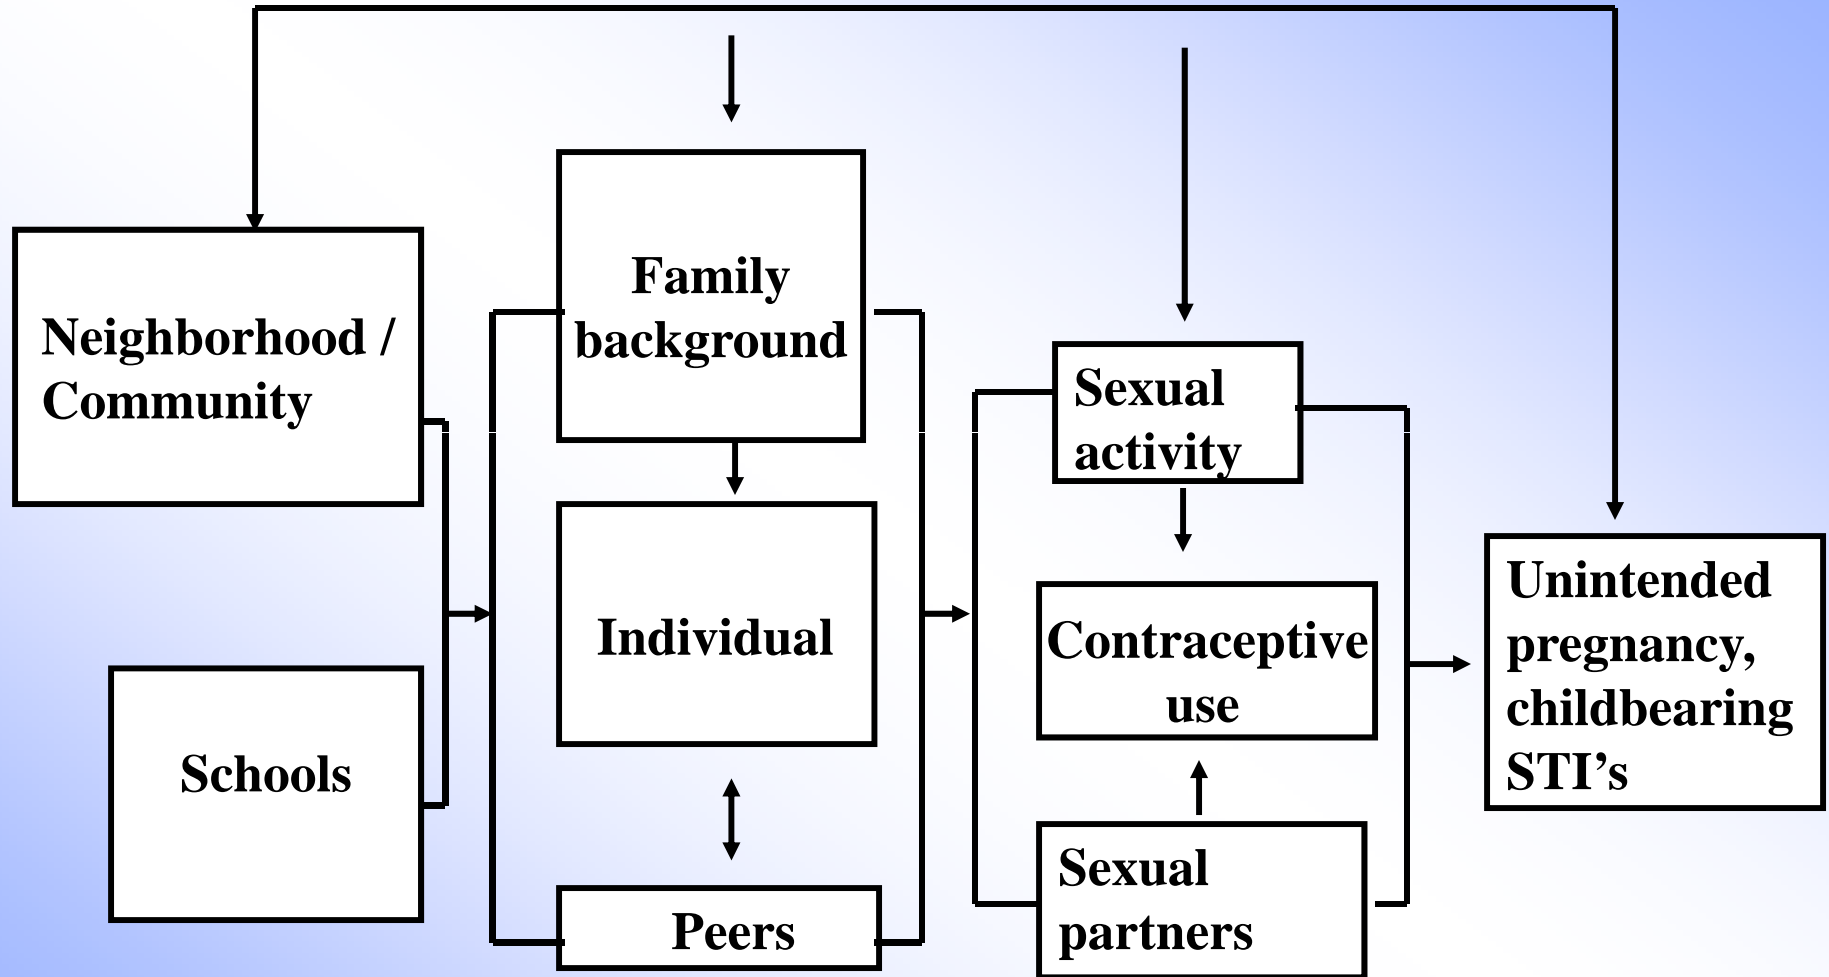 Neighborhood /
Community
Schools
Family
background
Individual
Peers
Sexual
activity
Contraceptive
use
Sexual
partners
Unintended
pregnancy,
childbearing
STI’s